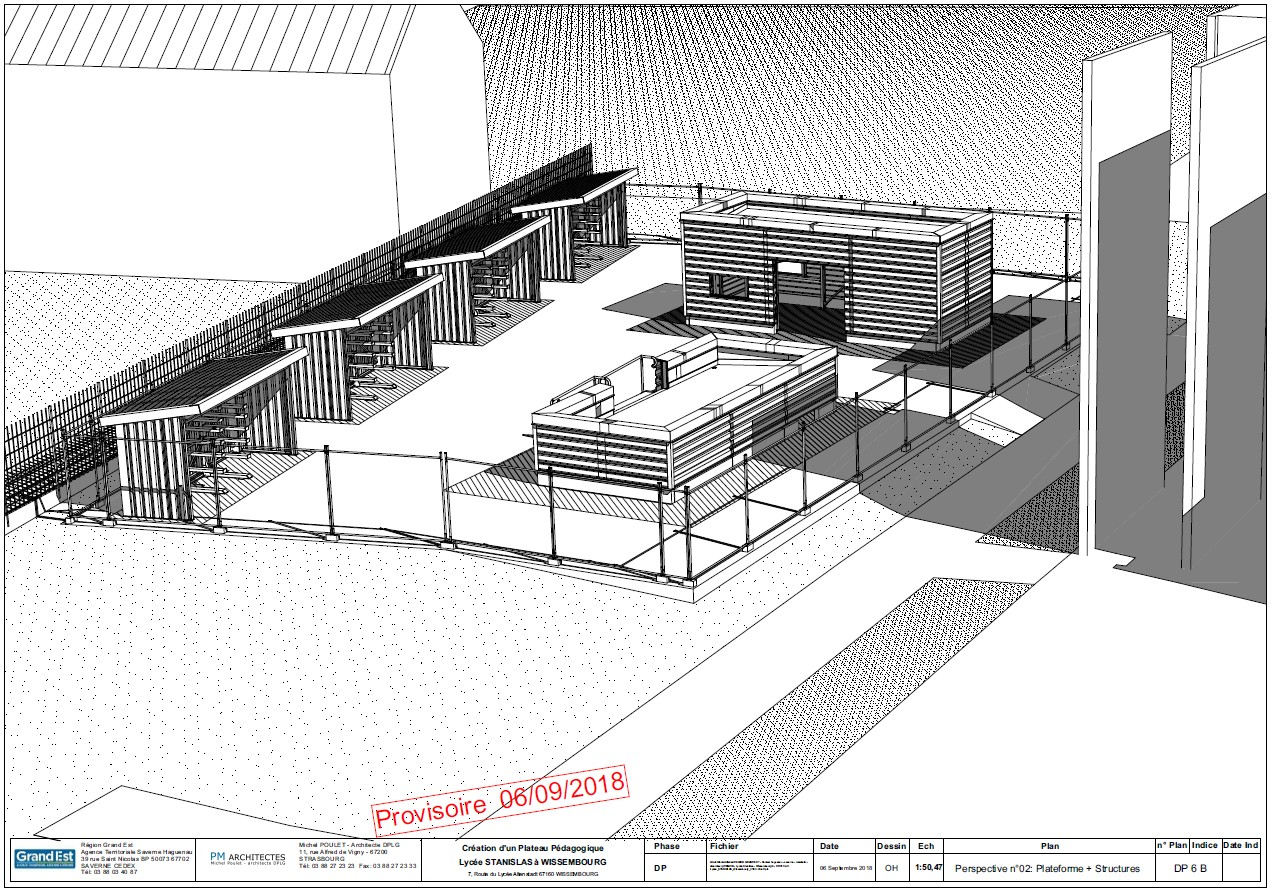 Provisoire 06/09/2018
Grand Est
Région Grand Est
Agence Territoriale Saverne Haguenau
39 rue Saint Nicolas BP 50073 67702
SAVERNE CEDEX
Tél: 03 88 03 40 87
PM ARCHITECTES
Michel Poulet - architecte DPLG
Michel POULET - Architecte DPLG
11, rue Alfred de Vigny - 67200
STRASBOURG
Tél: 03 88 27 23 23 Fax: 03 88 27 23 33
Création d'un Plateau Pédagogique
Lycée STANISLAS à WISSEMBOURG
7, Route du Lycée Altenstadt 67160 WISSEMBOURG
Phase
DP
Fichier
Date
06 Septembre 2018
Dessin
OH
Ech
1:50,47
Plan
Perspective n°02: Plateforme + Structures
n° Plan
DP 6 B
Indice
Date Ind